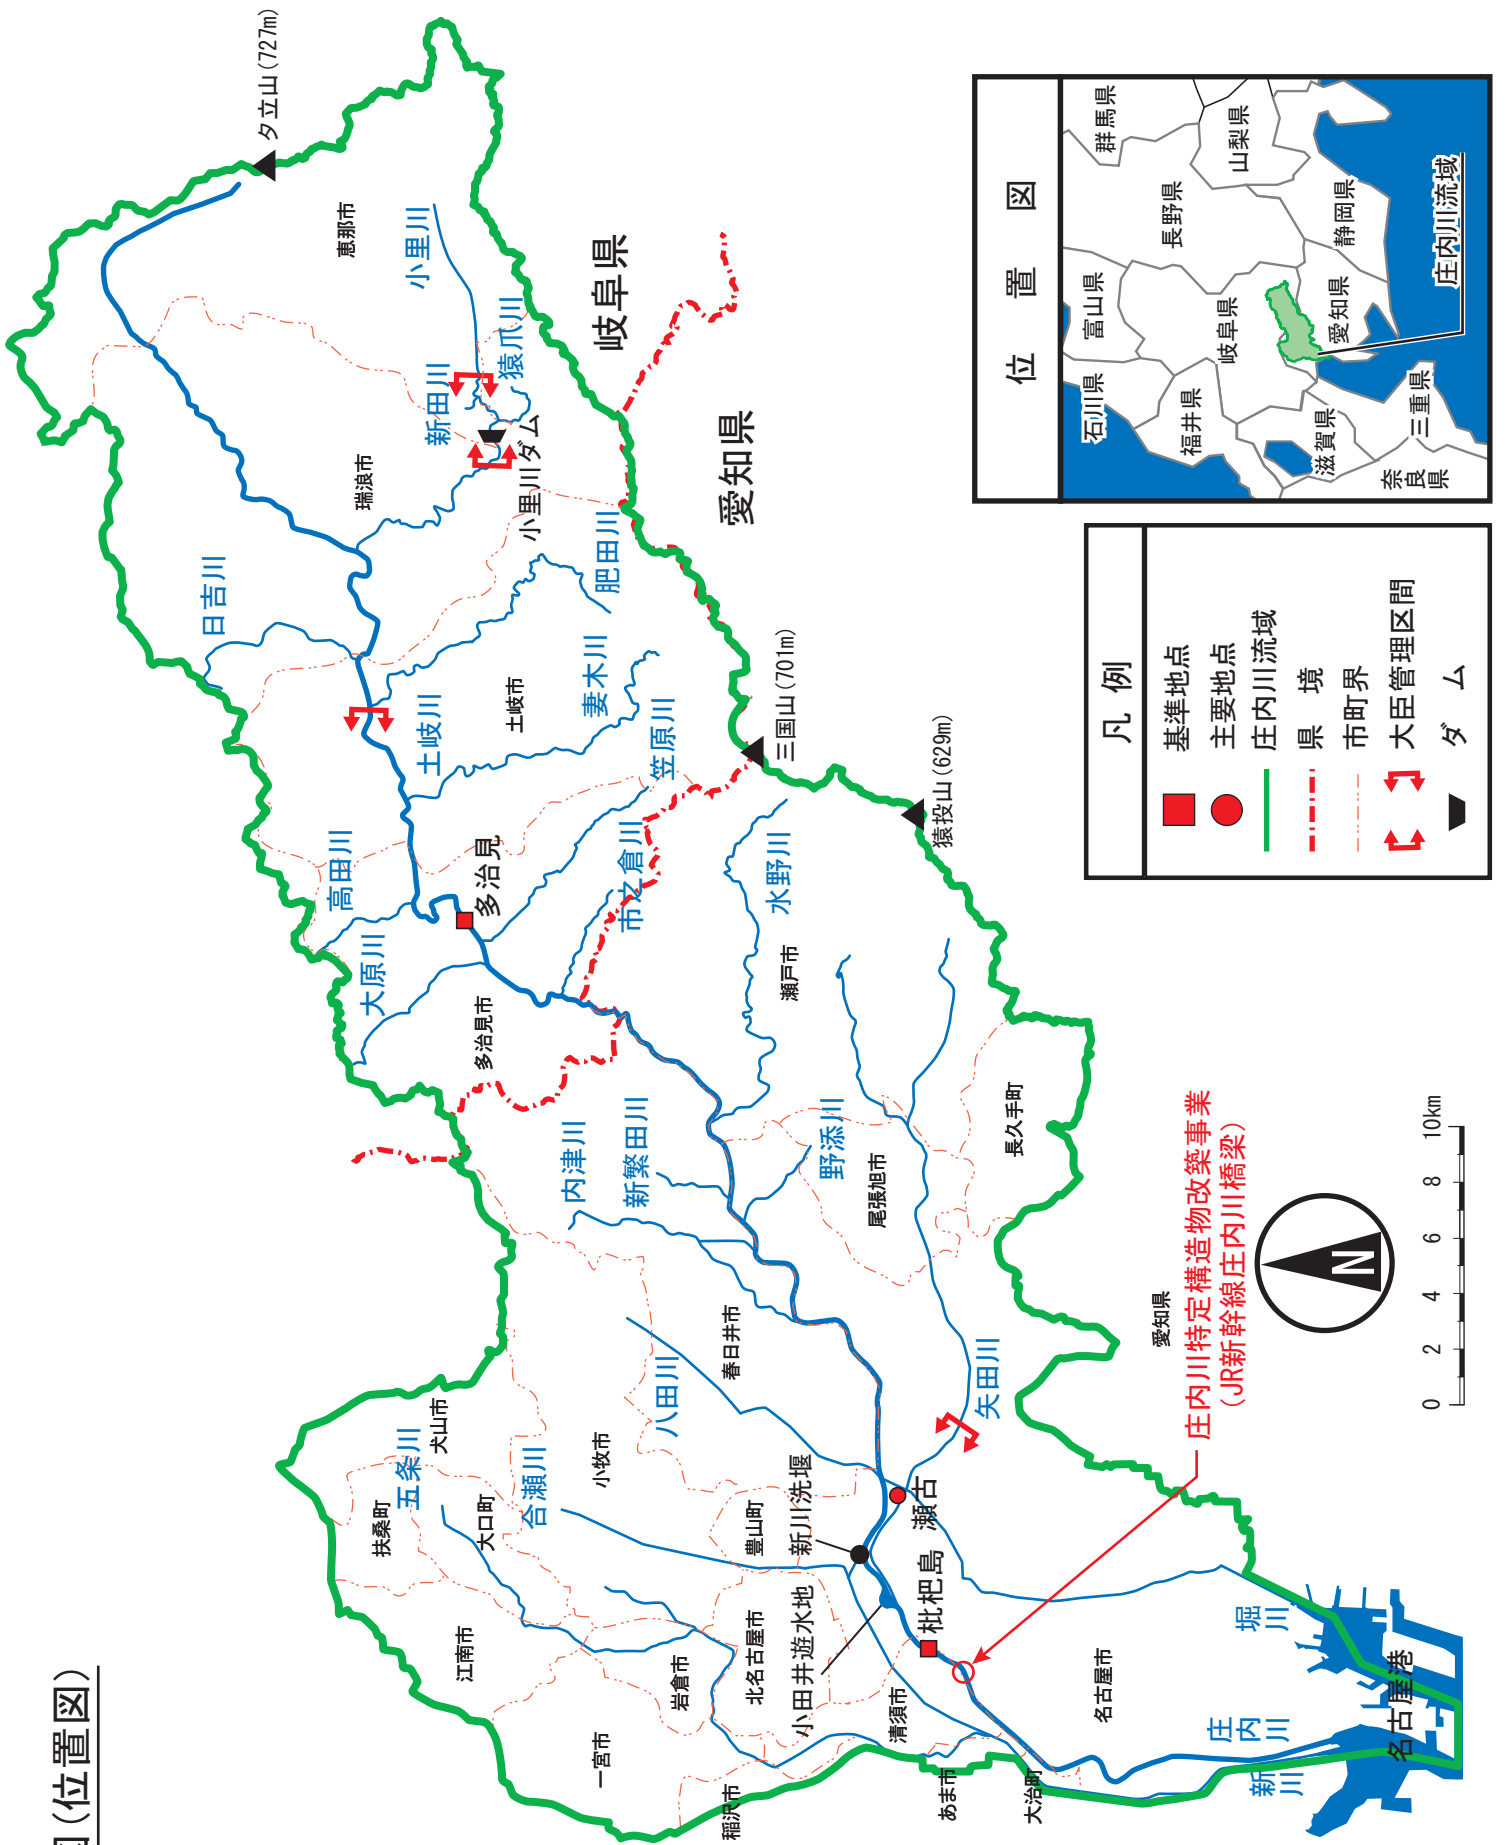 図(位置図)
夕立山(727m)
恵那市
小里川
猿爪川
新田川
小里川ダム
岐阜県
愛知県
瑞浪市
日吉川
肥田川
土岐川
土岐市
妻木川
笠原川
三国山(701m)
猿投山(629m)
高田川
大原川
多治見
多治見市
市之倉川
水野川
瀬戸市
内津川
新繁田川
野添川
尾張旭市
長久手町
春日井市
八田川
矢田川
犬山市
五条川
扶桑町
大口町
合瀬川
小牧市
豊山町
新川洗堰
瀬古
枇杷島
小田井遊水地
北名古屋市
岩倉市
江南市
一宮市
稲沢市
清須市
あま市
大治町
名古屋市
堀川
庄内川
新川
名古屋港
愛知県
庄内川特定構造物改築事業
(JR新幹線庄内川橋梁)
N
0 2 4 6 8 10km
凡例
基準地点
主要地点
庄内川流域
県境
市町界
大臣管理区間
ダム
位置図
群馬県
山梨県
長野県
静岡県
富山県
岐阜県
愛知県
石川県
福井県
滋賀県
三重県
奈良県
庄内川流域